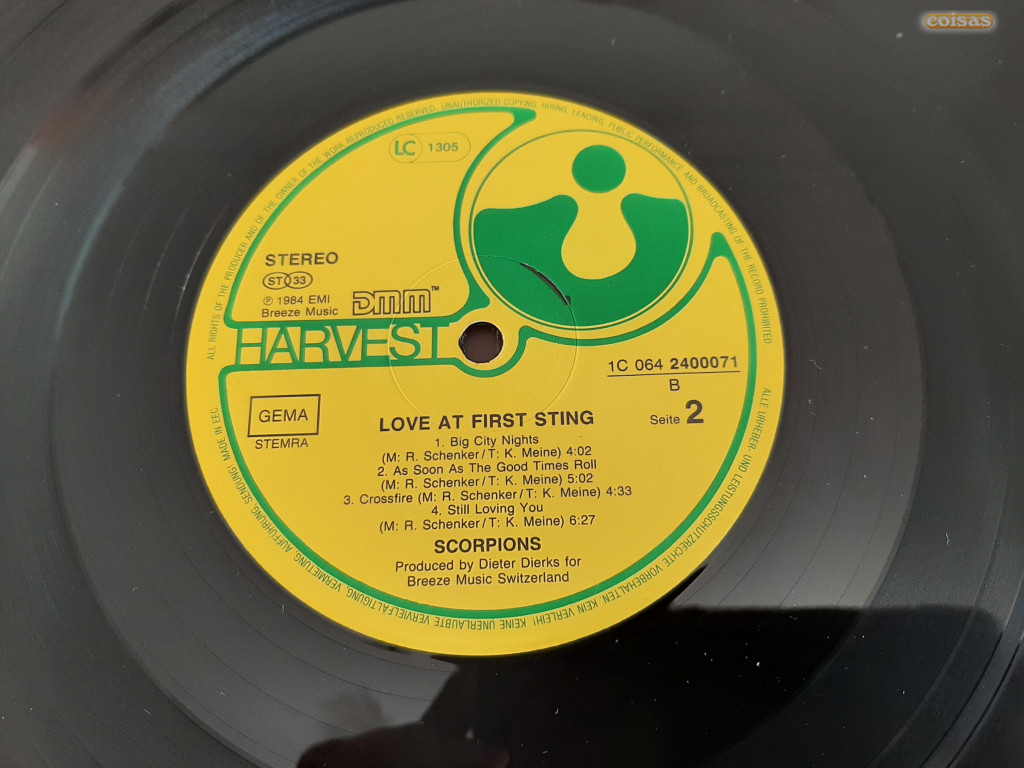 coisas
ALL RIGHTS OF THE PRODUCER AND OF THE OWNER OF THE WORK REPRODUCED RESERVED. UNAUTHORIZED COPYING, HIRING, LENDING, PUBLIC PERFORMANCE AND BROADCASTING OF THE RECORD PROHIBITED.
LC 1305
STEREO
ST 33
℗ 1984 EMI
Breeze Music
DMM™
HARVEST
1C 064 2400071
B
Seite 2
GEMA
STEMRA
LOVE AT FIRST STING
1. Big City Nights
(M: R. Schenker/T: K. Meine) 4:02
2. As Soon As The Good Times Roll
(M: R. Schenker/T: K. Meine) 5:02
3. Crossfire (M: R. Schenker/T: K. Meine) 4:33
4. Still Loving You
(M: R. Schenker/T: K. Meine) 6:27
SCORPIONS
Produced by Dieter Dierks for
Breeze Music Switzerland
ALLE URHEBER- UND LEISTUNGSSCHUTZRECHTE VORBEHALTEN. KEIN VERLEIH! KEINE UNERLAUBTE VERVIELFÄLTIGUNG, VERMIETUNG, AUFFÜHRUNG, SENDUNG! MADE IN EEC.